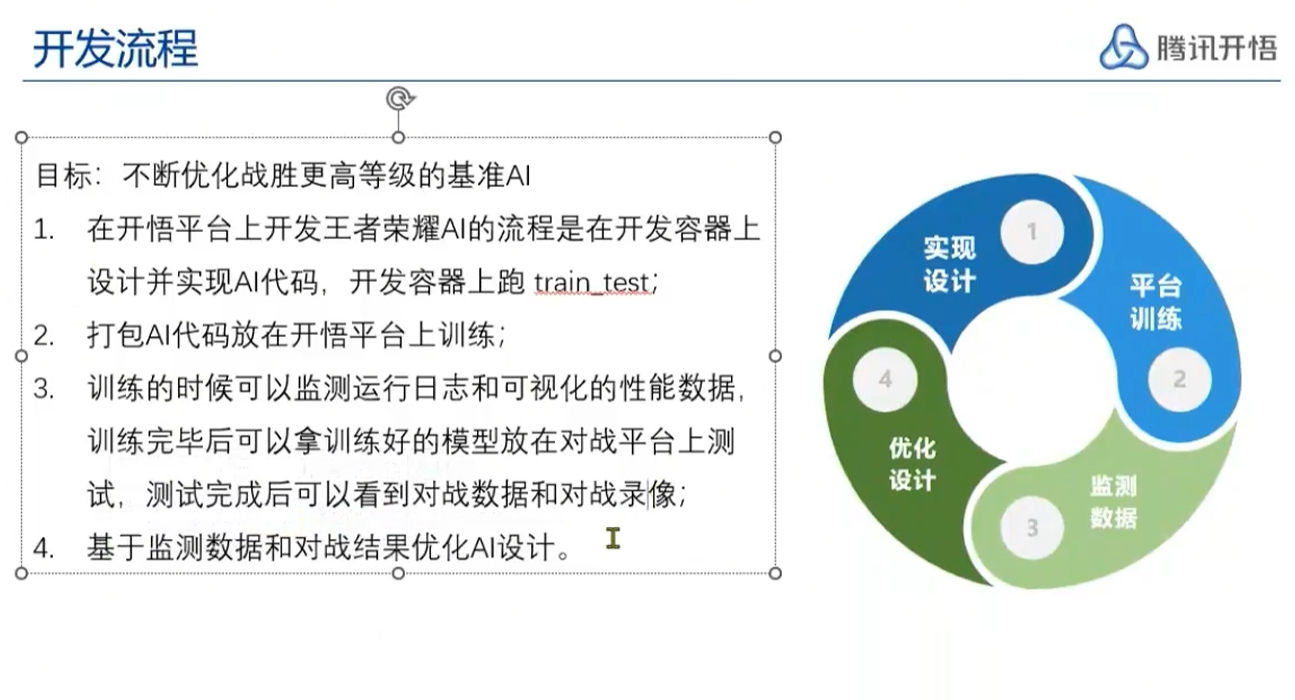 开发流程
腾讯开悟
目标：不断优化战胜更高等级的基准AI
1. 在开悟平台上开发王者荣耀AI的流程是在开发容器上
设计并实现AI代码，开发容器上跑 train_test；
2. 打包AI代码放在开悟平台上训练；
3. 训练的时候可以监测运行日志和可视化的性能数据，
训练完毕后可以拿训练好的模型放在对战平台上测
试，测试完成后可以看到对战数据和对战录像；
4. 基于监测数据和对战结果优化AI设计。
1
实现
设计
平台
训练
2
监测
数据
3
4
优化
设计